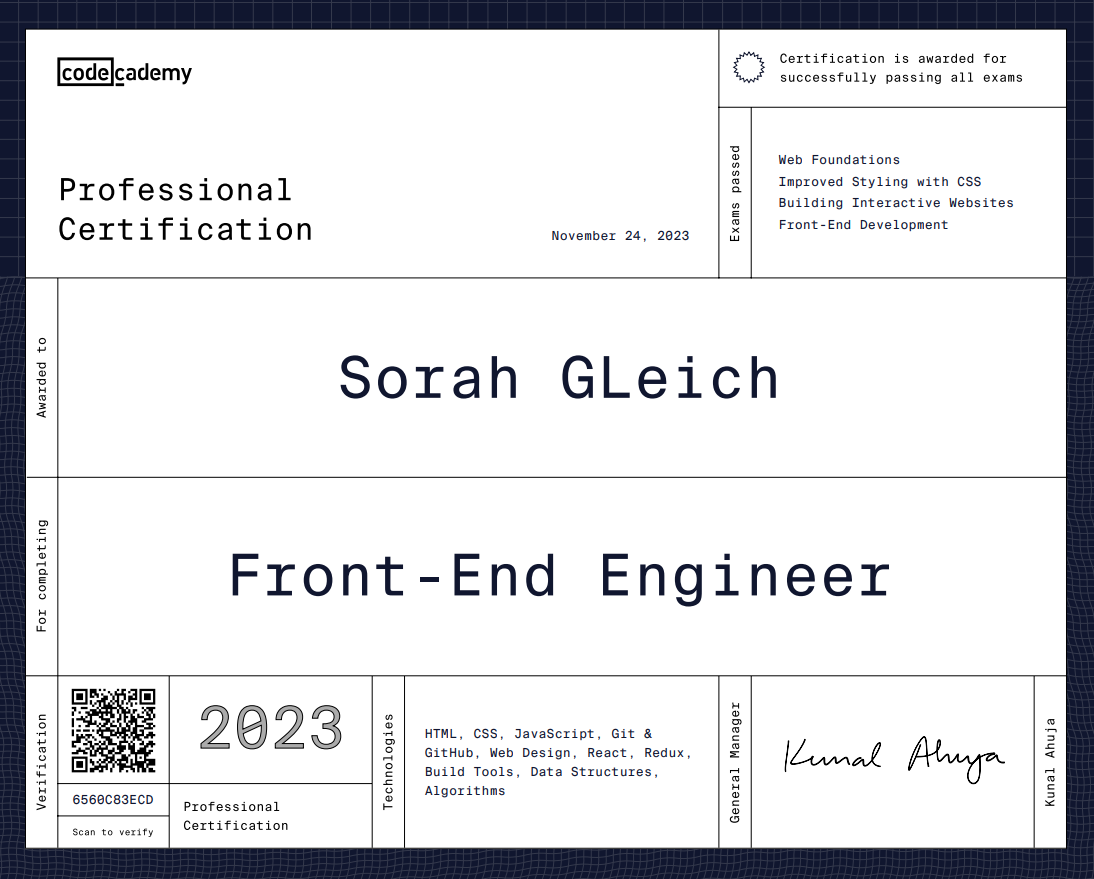 codecademy
Certification is awarded for
successfully passing all exams
Professional
Certification
November 24, 2023
Exams passed
Web Foundations
Improved Styling with CSS
Building Interactive Websites
Front-End Development
Awarded to
Sorah GLeich
For completing
Front-End Engineer
Verification
6560C83ECD
Scan to verify
2023
Professional
Certification
Technologies
HTML, CSS, JavaScript, Git &
GitHub, Web Design, React, Redux,
Build Tools, Data Structures,
Algorithms
General Manager
Kunal Ahuja
Kunal Ahuja